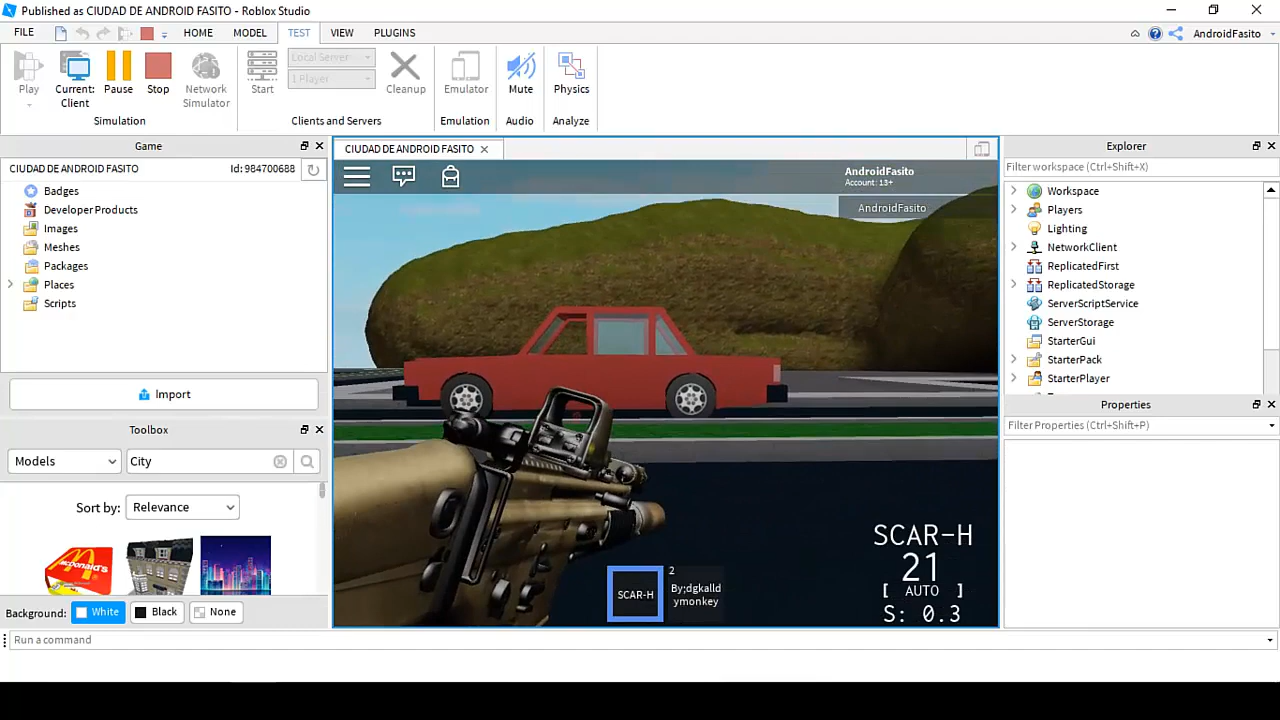 Published as CIUDAD DE ANDROID FASITO - Roblox Studio
FILE HOME MODEL TEST VIEW PLUGINS AndroidFasito
Play Current: Client Pause Stop Network Simulator
Simulation
Start Local Server 1 Player Cleanup
Clients and Servers
Emulator
Emulation
Mute
Audio
Physics
Analyze
Game
CIUDAD DE ANDROID FASITO Id: 984700688
Badges
Developer Products
Images
Meshes
Packages
Places
Scripts
Import
Toolbox
Models City
Sort by: Relevance
McDonald's
Background: White Black None
Run a command
CIUDAD DE ANDROID FASITO
AndroidFasito
Account: 13+
AndroidFasito
SCAR-H
21
[ AUTO ]
S: 0.3
SCAR-H
2
By;dgkalld
ymonkey
Explorer
Filter workspace (Ctrl+Shift+X)
Workspace
Players
Lighting
NetworkClient
ReplicatedFirst
ReplicatedStorage
ServerScriptService
ServerStorage
StarterGui
StarterPack
StarterPlayer
Properties
Filter Properties (Ctrl+Shift+P)